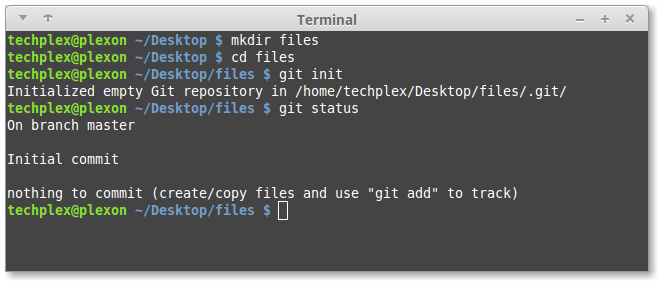 Terminal
techplex@plexon ~/Desktop $ mkdir files
techplex@plexon ~/Desktop $ cd files
techplex@plexon ~/Desktop/files $ git init
Initialized empty Git repository in /home/techplex/Desktop/files/.git/
techplex@plexon ~/Desktop/files $ git status
On branch master
Initial commit
nothing to commit (create/copy files and use "git add" to track)
techplex@plexon ~/Desktop/files $